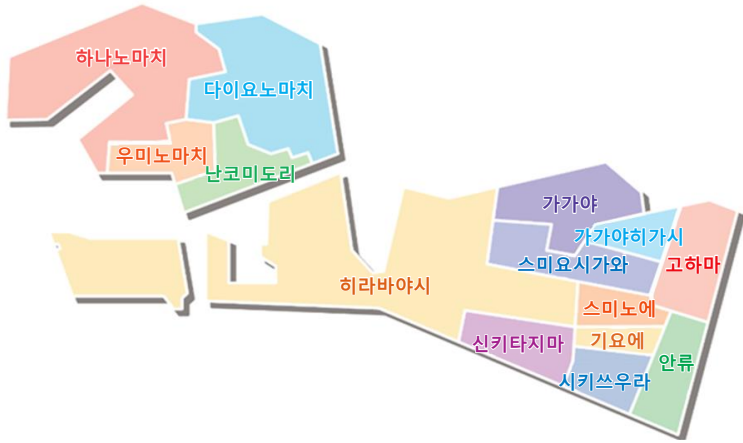 하나노마치
다이요노마치
우미노마치
난코미도리
가가야
가가야히가시
스미요시가와
고하마
히라바야시
스미노에
신키타지마
기요에
안류
시키쓰우라